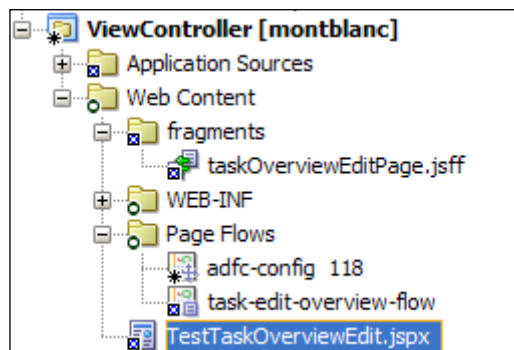 ViewController [montblanc]
Application Sources
Web Content
fragments
taskOverviewEditPage.jsff
WEB-INF
Page Flows
adfc-config 118
task-edit-overview-flow
TestTaskOverviewEdit.jspx